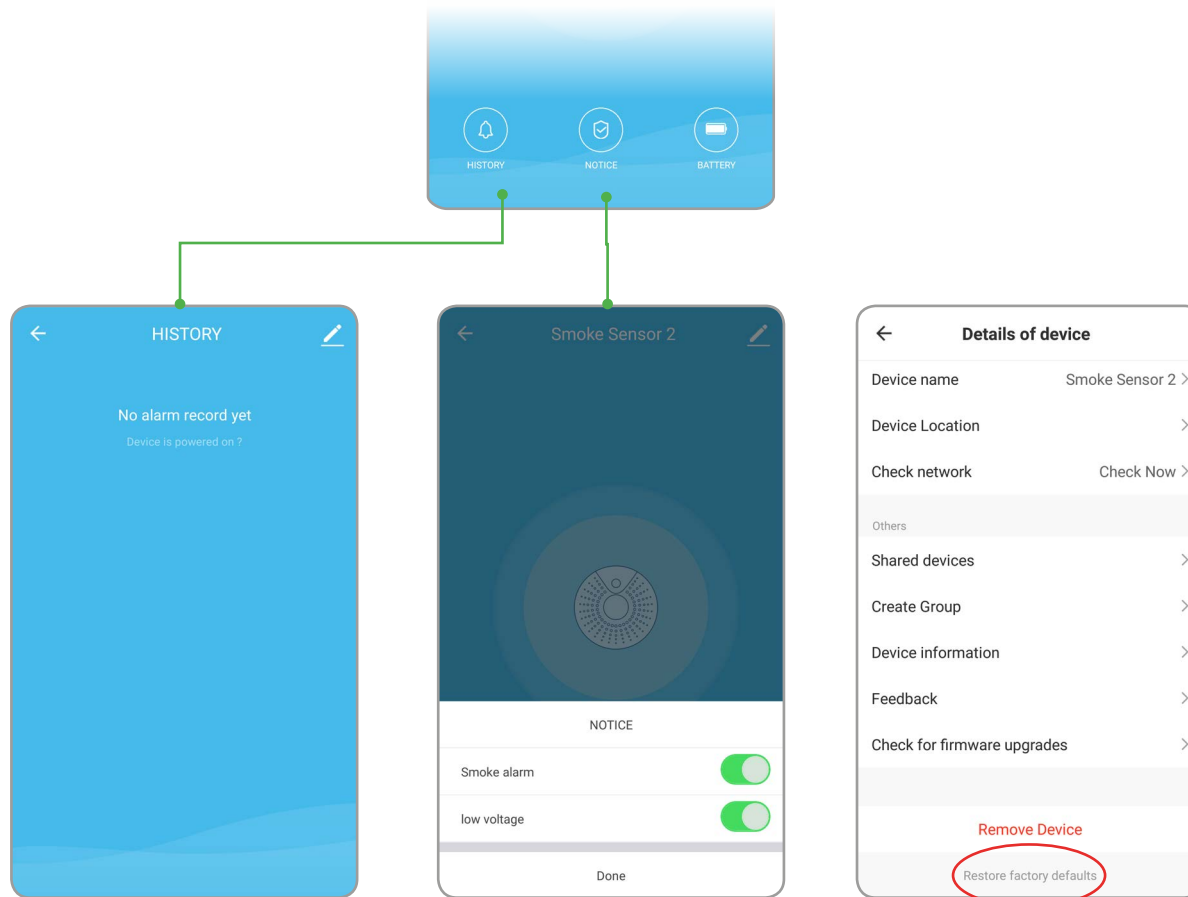 HISTORY NOTICE BATTERY
HISTORY
No alarm record yet
Device is powered on ?
Smoke Sensor 2
NOTICE
Smoke alarm
low voltage
Done
Details of device
Device name Smoke Sensor 2
Device Location
Check network Check Now
Others
Shared devices
Create Group
Device information
Feedback
Check for firmware upgrades
Remove Device
Restore factory defaults